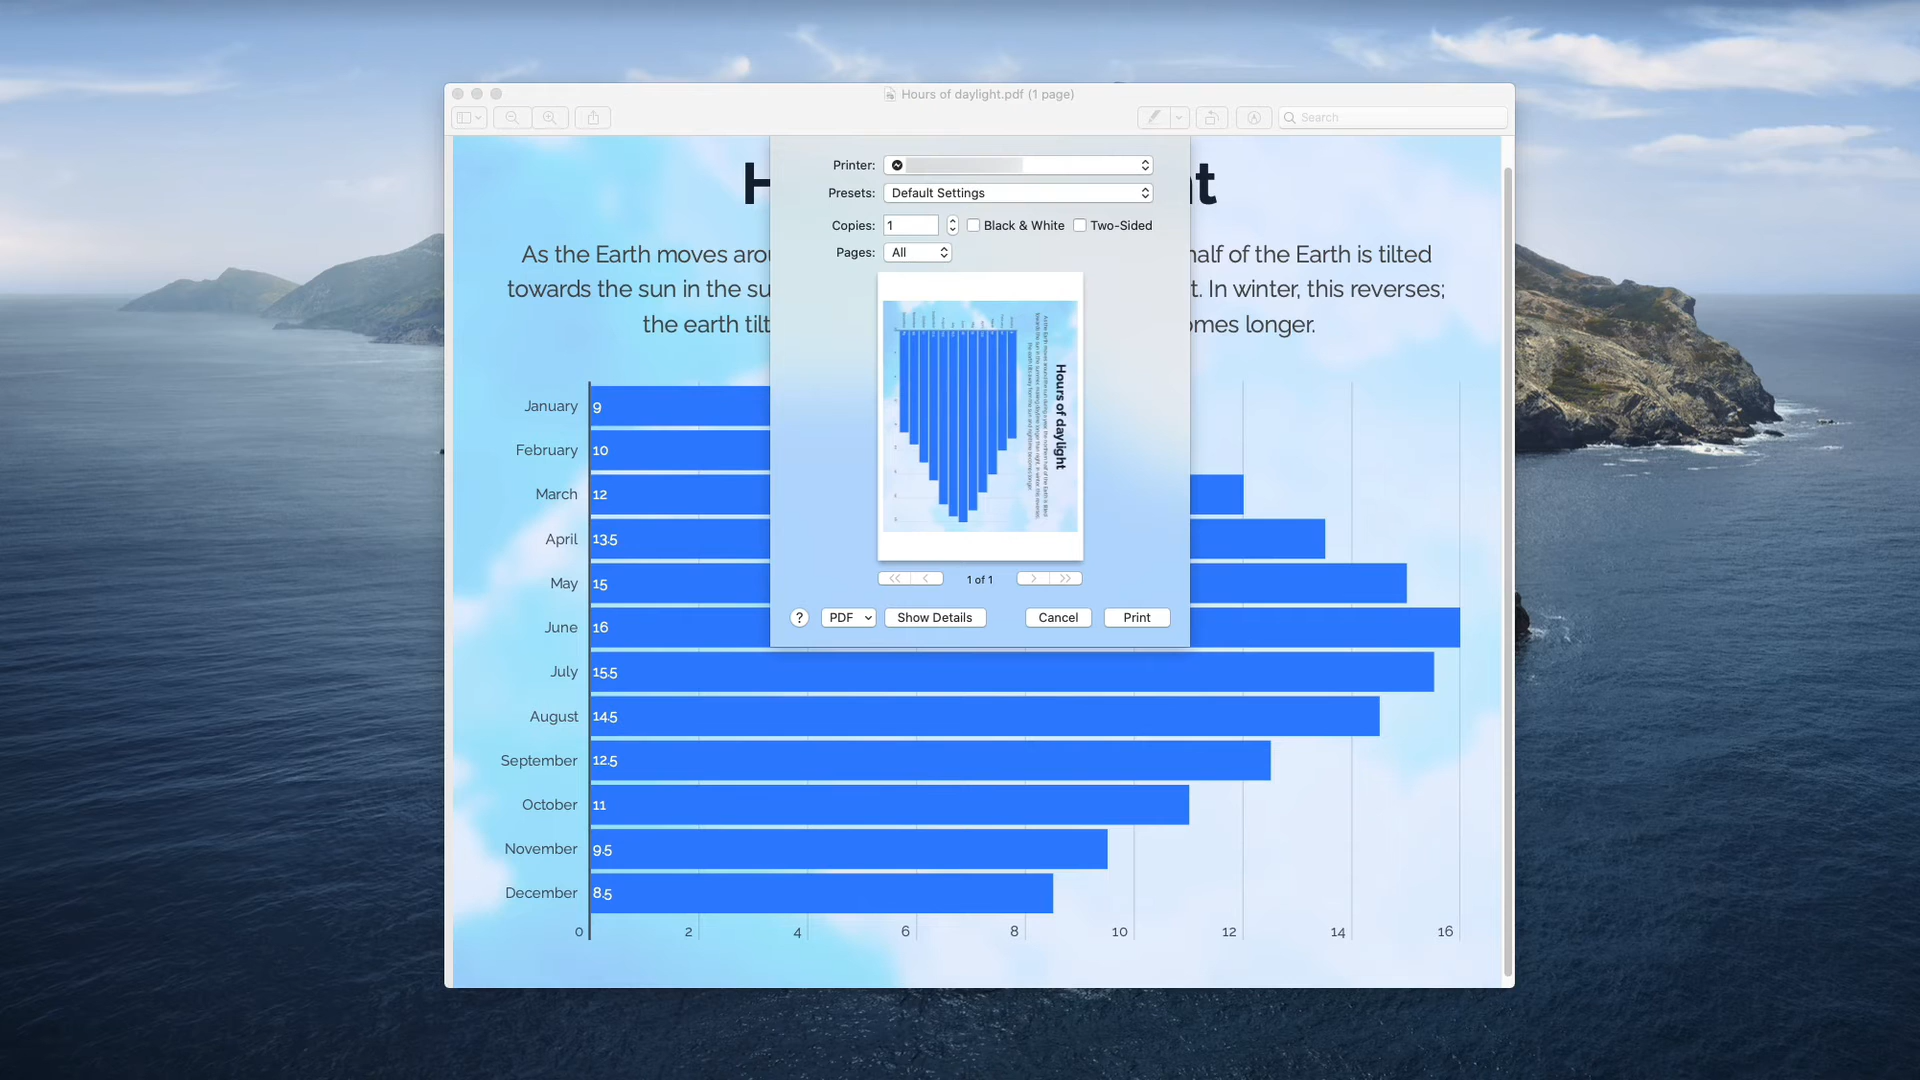 Hours of daylight.pdf (1 page)
Search
Printer:
Presets: Default Settings
Copies: 1 Black & White Two-Sided
Pages: All
H
t
As the Earth moves arou
half of the Earth is tilted
towards the sun in the su
t. In winter, this reverses;
the earth tilt
omes longer.
Hours of daylight
1 of 1
? PDF Show Details Cancel Print
January 9
February 10
March 12
April 13.5
May 15
June 16
July 15.5
August 14.5
September 12.5
October 11
November 9.5
December 8.5
0 2 4 6 8 10 12 14 16